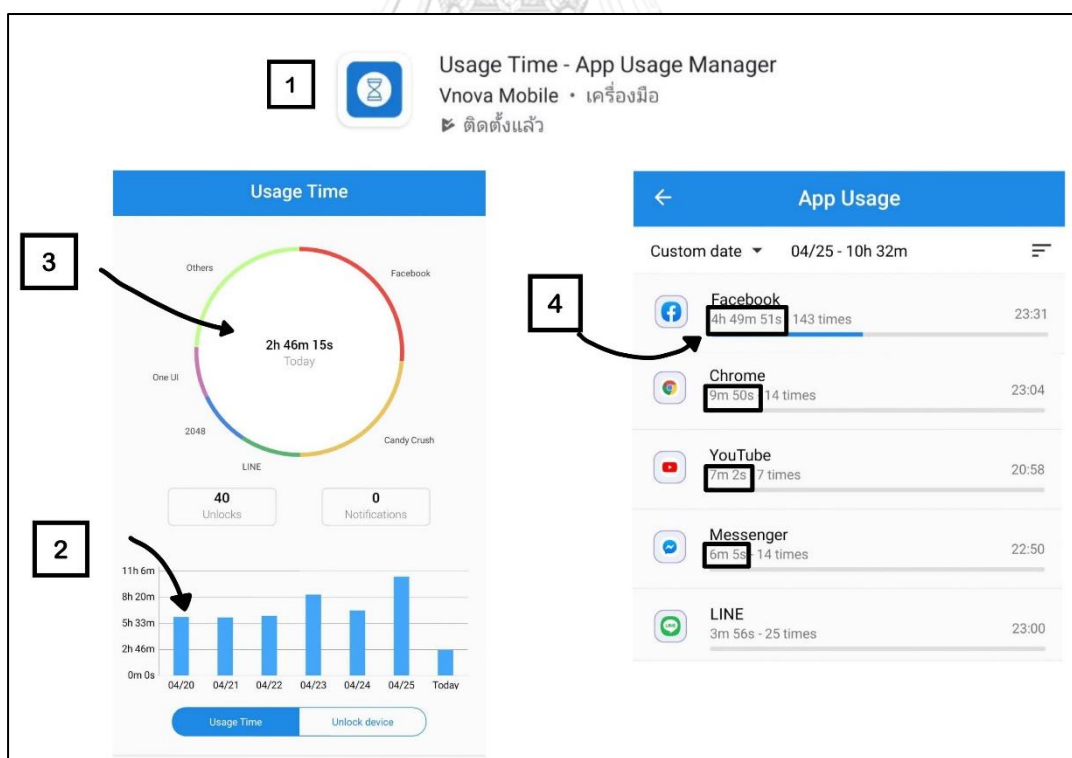 1
Usage Time - App Usage Manager
Vnova Mobile • เครื่องมือ
ติดตั้งแล้ว
Usage Time
3
Others
Facebook
2h 46m 15s
Today
One UI
2048
Candy Crush
LINE
40
Unlocks
0
Notifications
2
11h 6m
8h 20m
5h 33m
2h 46m
0m 0s
04/20 04/21 04/22 04/23 04/24 04/25 Today
Usage Time
Unlock device
App Usage
Custom date 04/25 - 10h 32m
4
Facebook
4h 49m 51s - 143 times 23:31
Chrome
9m 50s - 14 times 23:04
YouTube
7m 2s - 7 times 20:58
Messenger
6m 5s - 14 times 22:50
LINE
3m 56s - 25 times 23:00